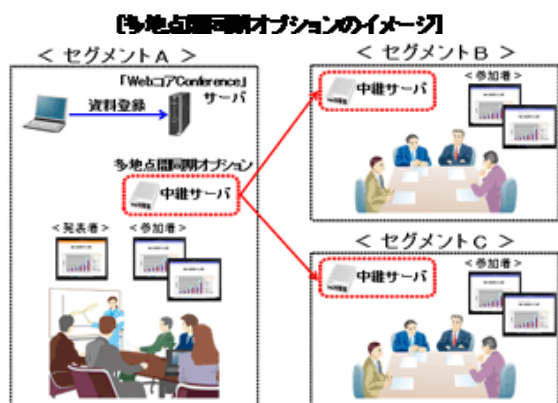 [多地点間同期オプションのイメージ]
< セグメントA >
「WebコアConference」
サーバ
資料登録
多地点間同期オプション
中継サーバ
<発表者>
<参加者>
< セグメントB >
中継サーバ
<参加者>
< セグメントC >
中継サーバ
<参加者>